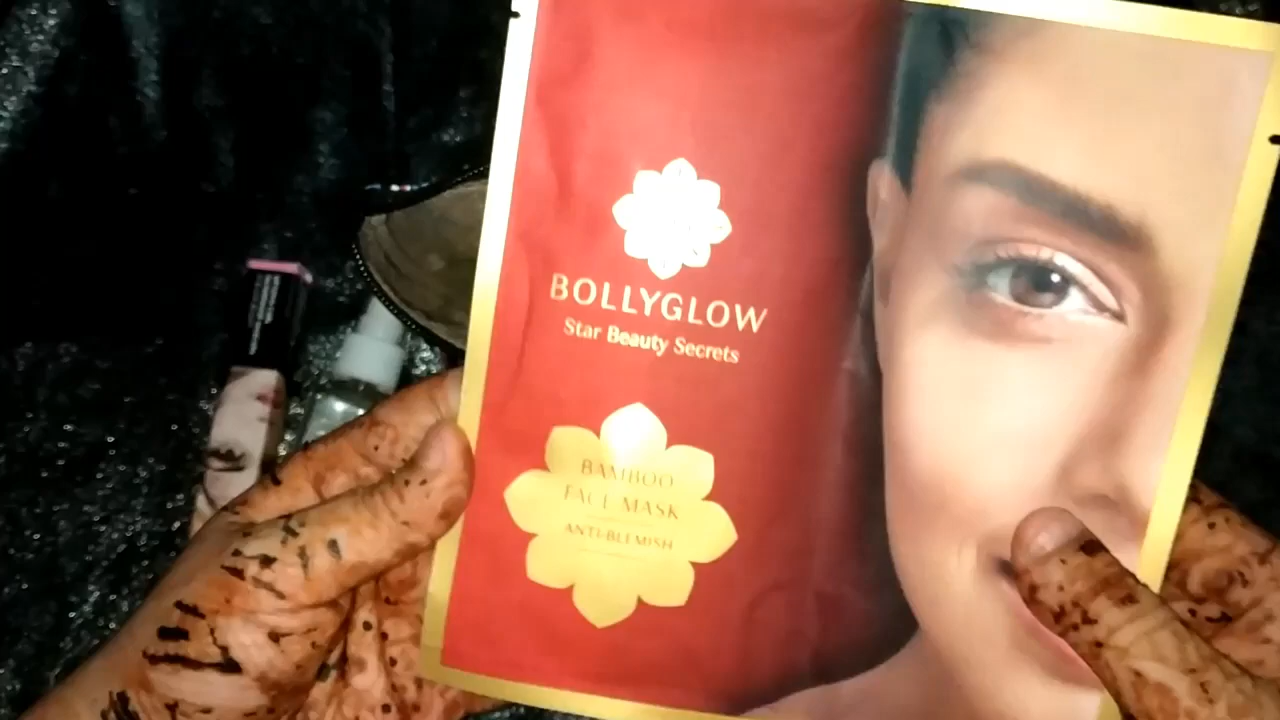 BOLLYGLOW
Star Beauty Secrets
BAMBOO
FACE MASK
ANTI-BLEMISH